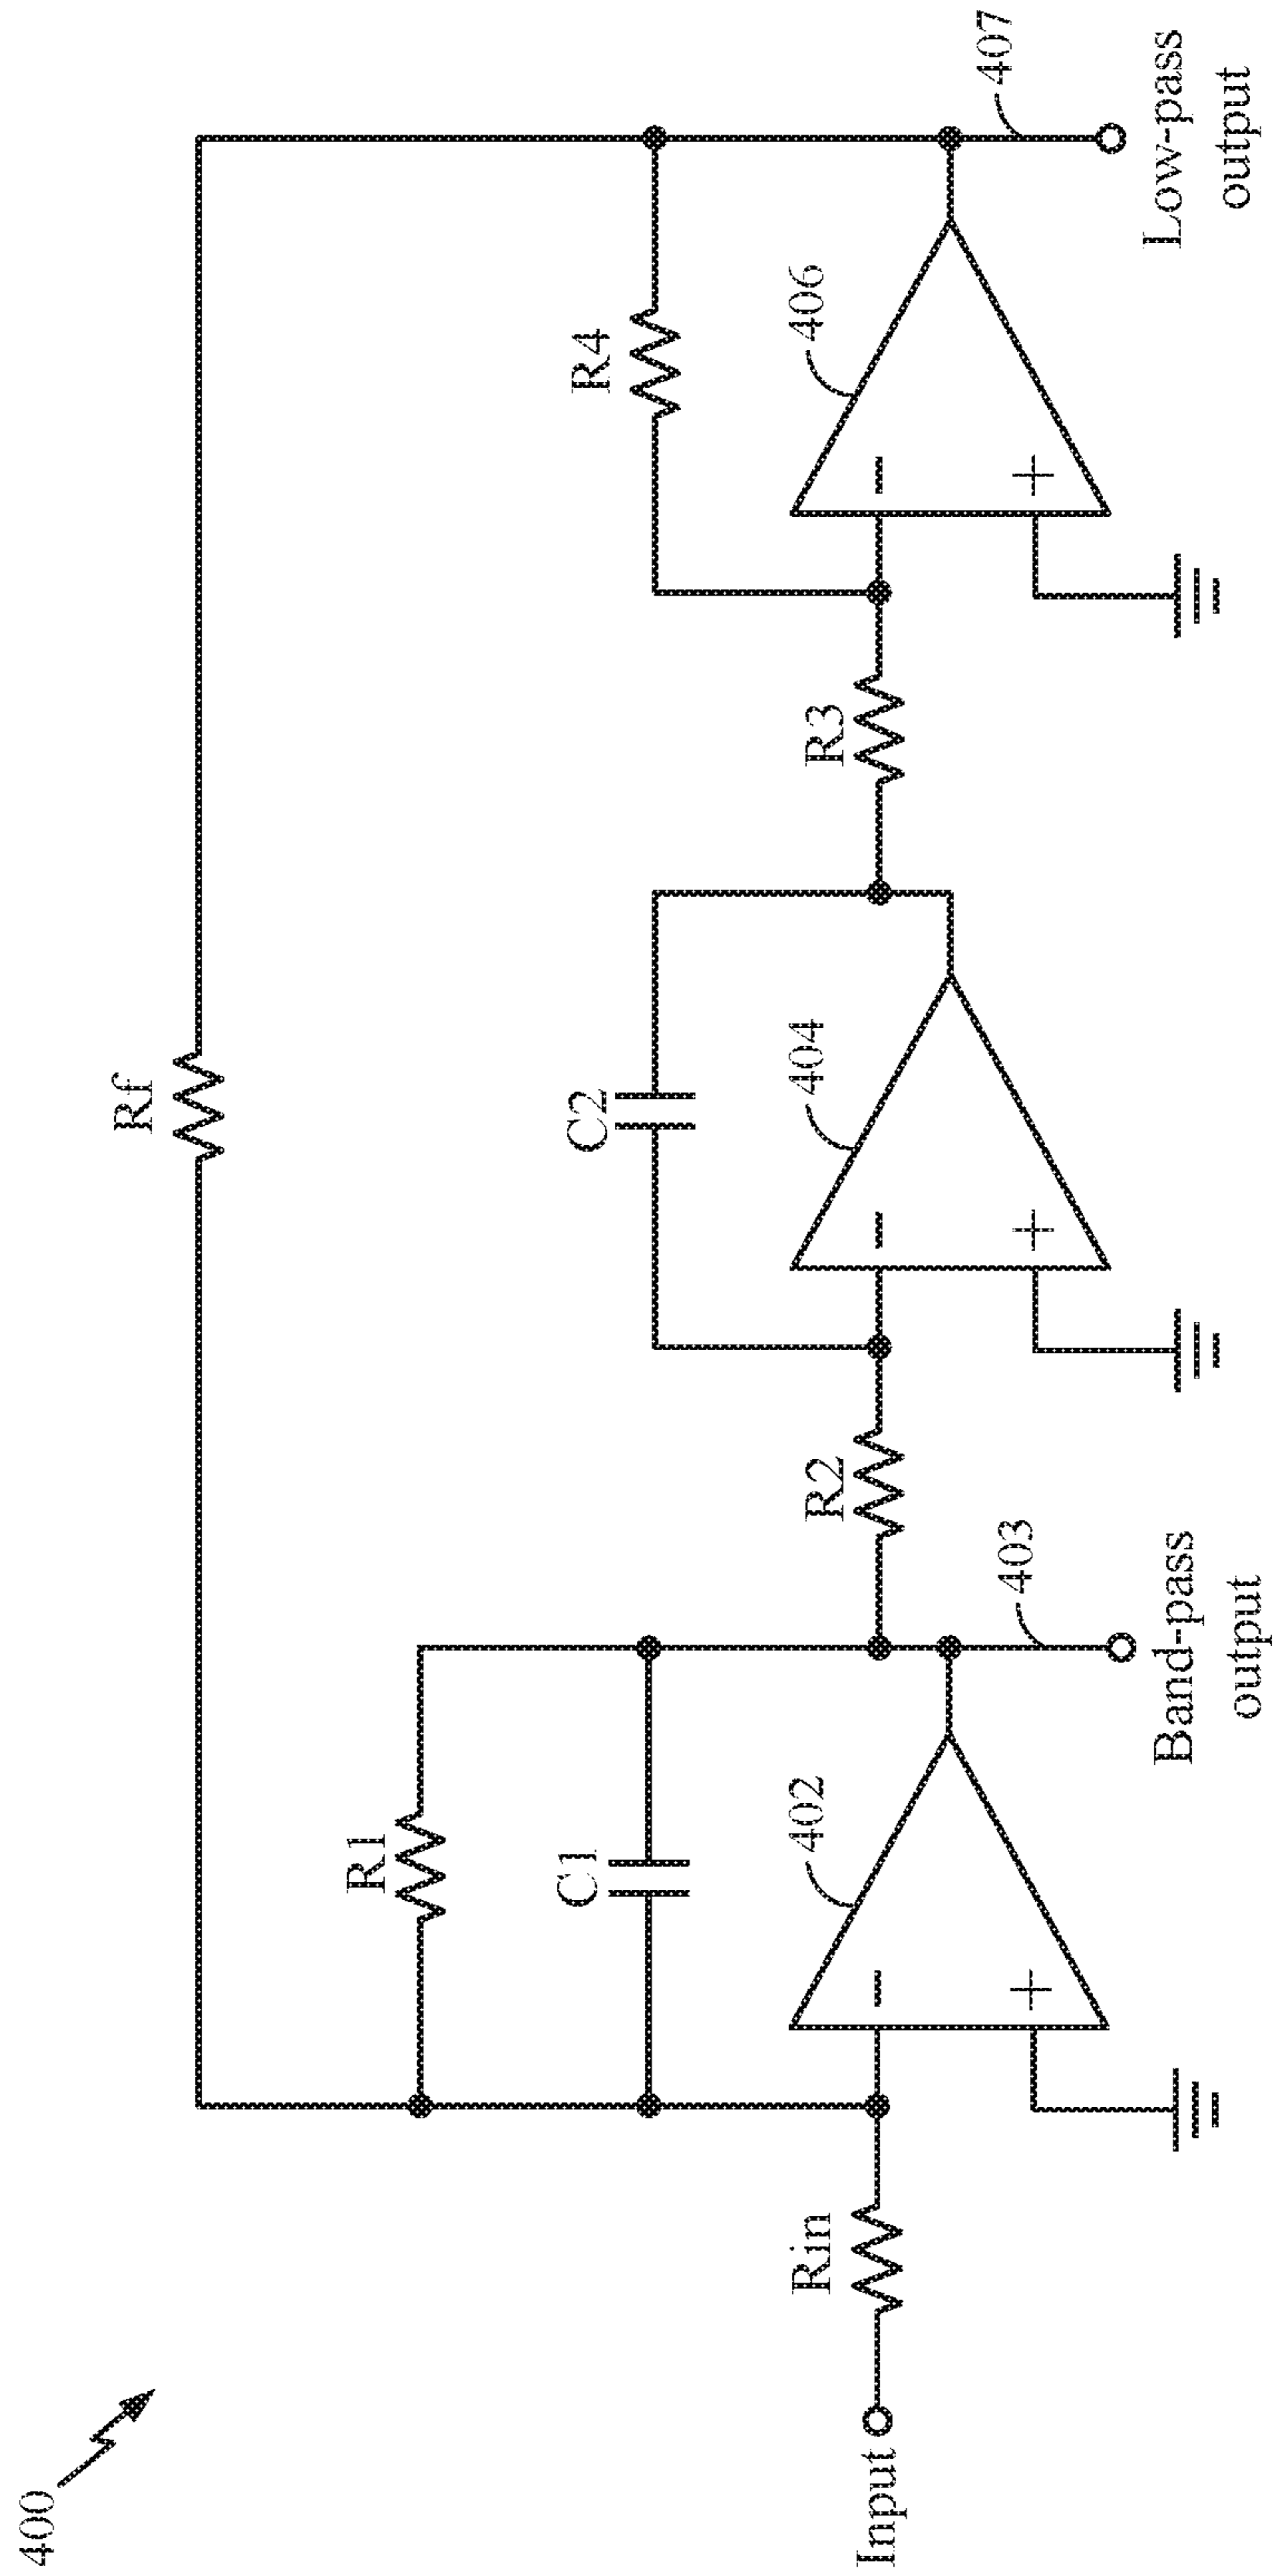 400
Rf
R1
C1
C2
R4
Input
Rin
−
+
402
R2
−
+
404
R3
−
+
406
403
Band-pass
output
407
Low-pass
output